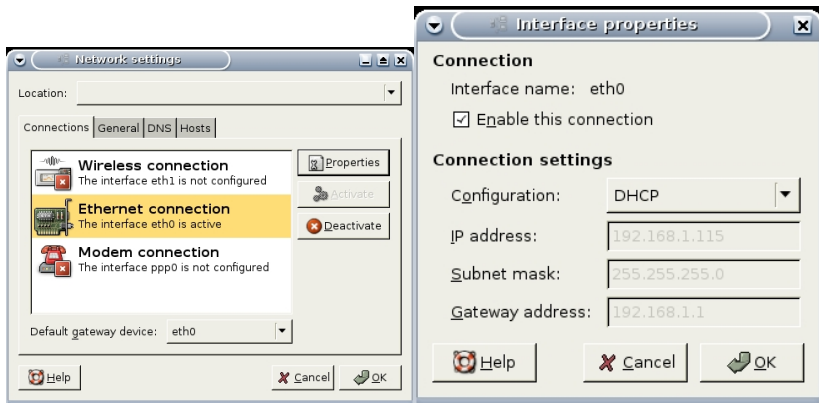 Network settings
Location:
Connections General DNS Hosts
Wireless connection
The interface eth1 is not configured
Ethernet connection
The interface eth0 is active
Modem connection
The interface ppp0 is not configured
Properties
Activate
Deactivate
Default gateway device: eth0
Help
Cancel
OK
Interface properties
Connection
Interface name: eth0
Enable this connection
Connection settings
Configuration: DHCP
IP address: 192.168.1.115
Subnet mask: 255.255.255.0
Gateway address: 192.168.1.1
Help
Cancel
OK